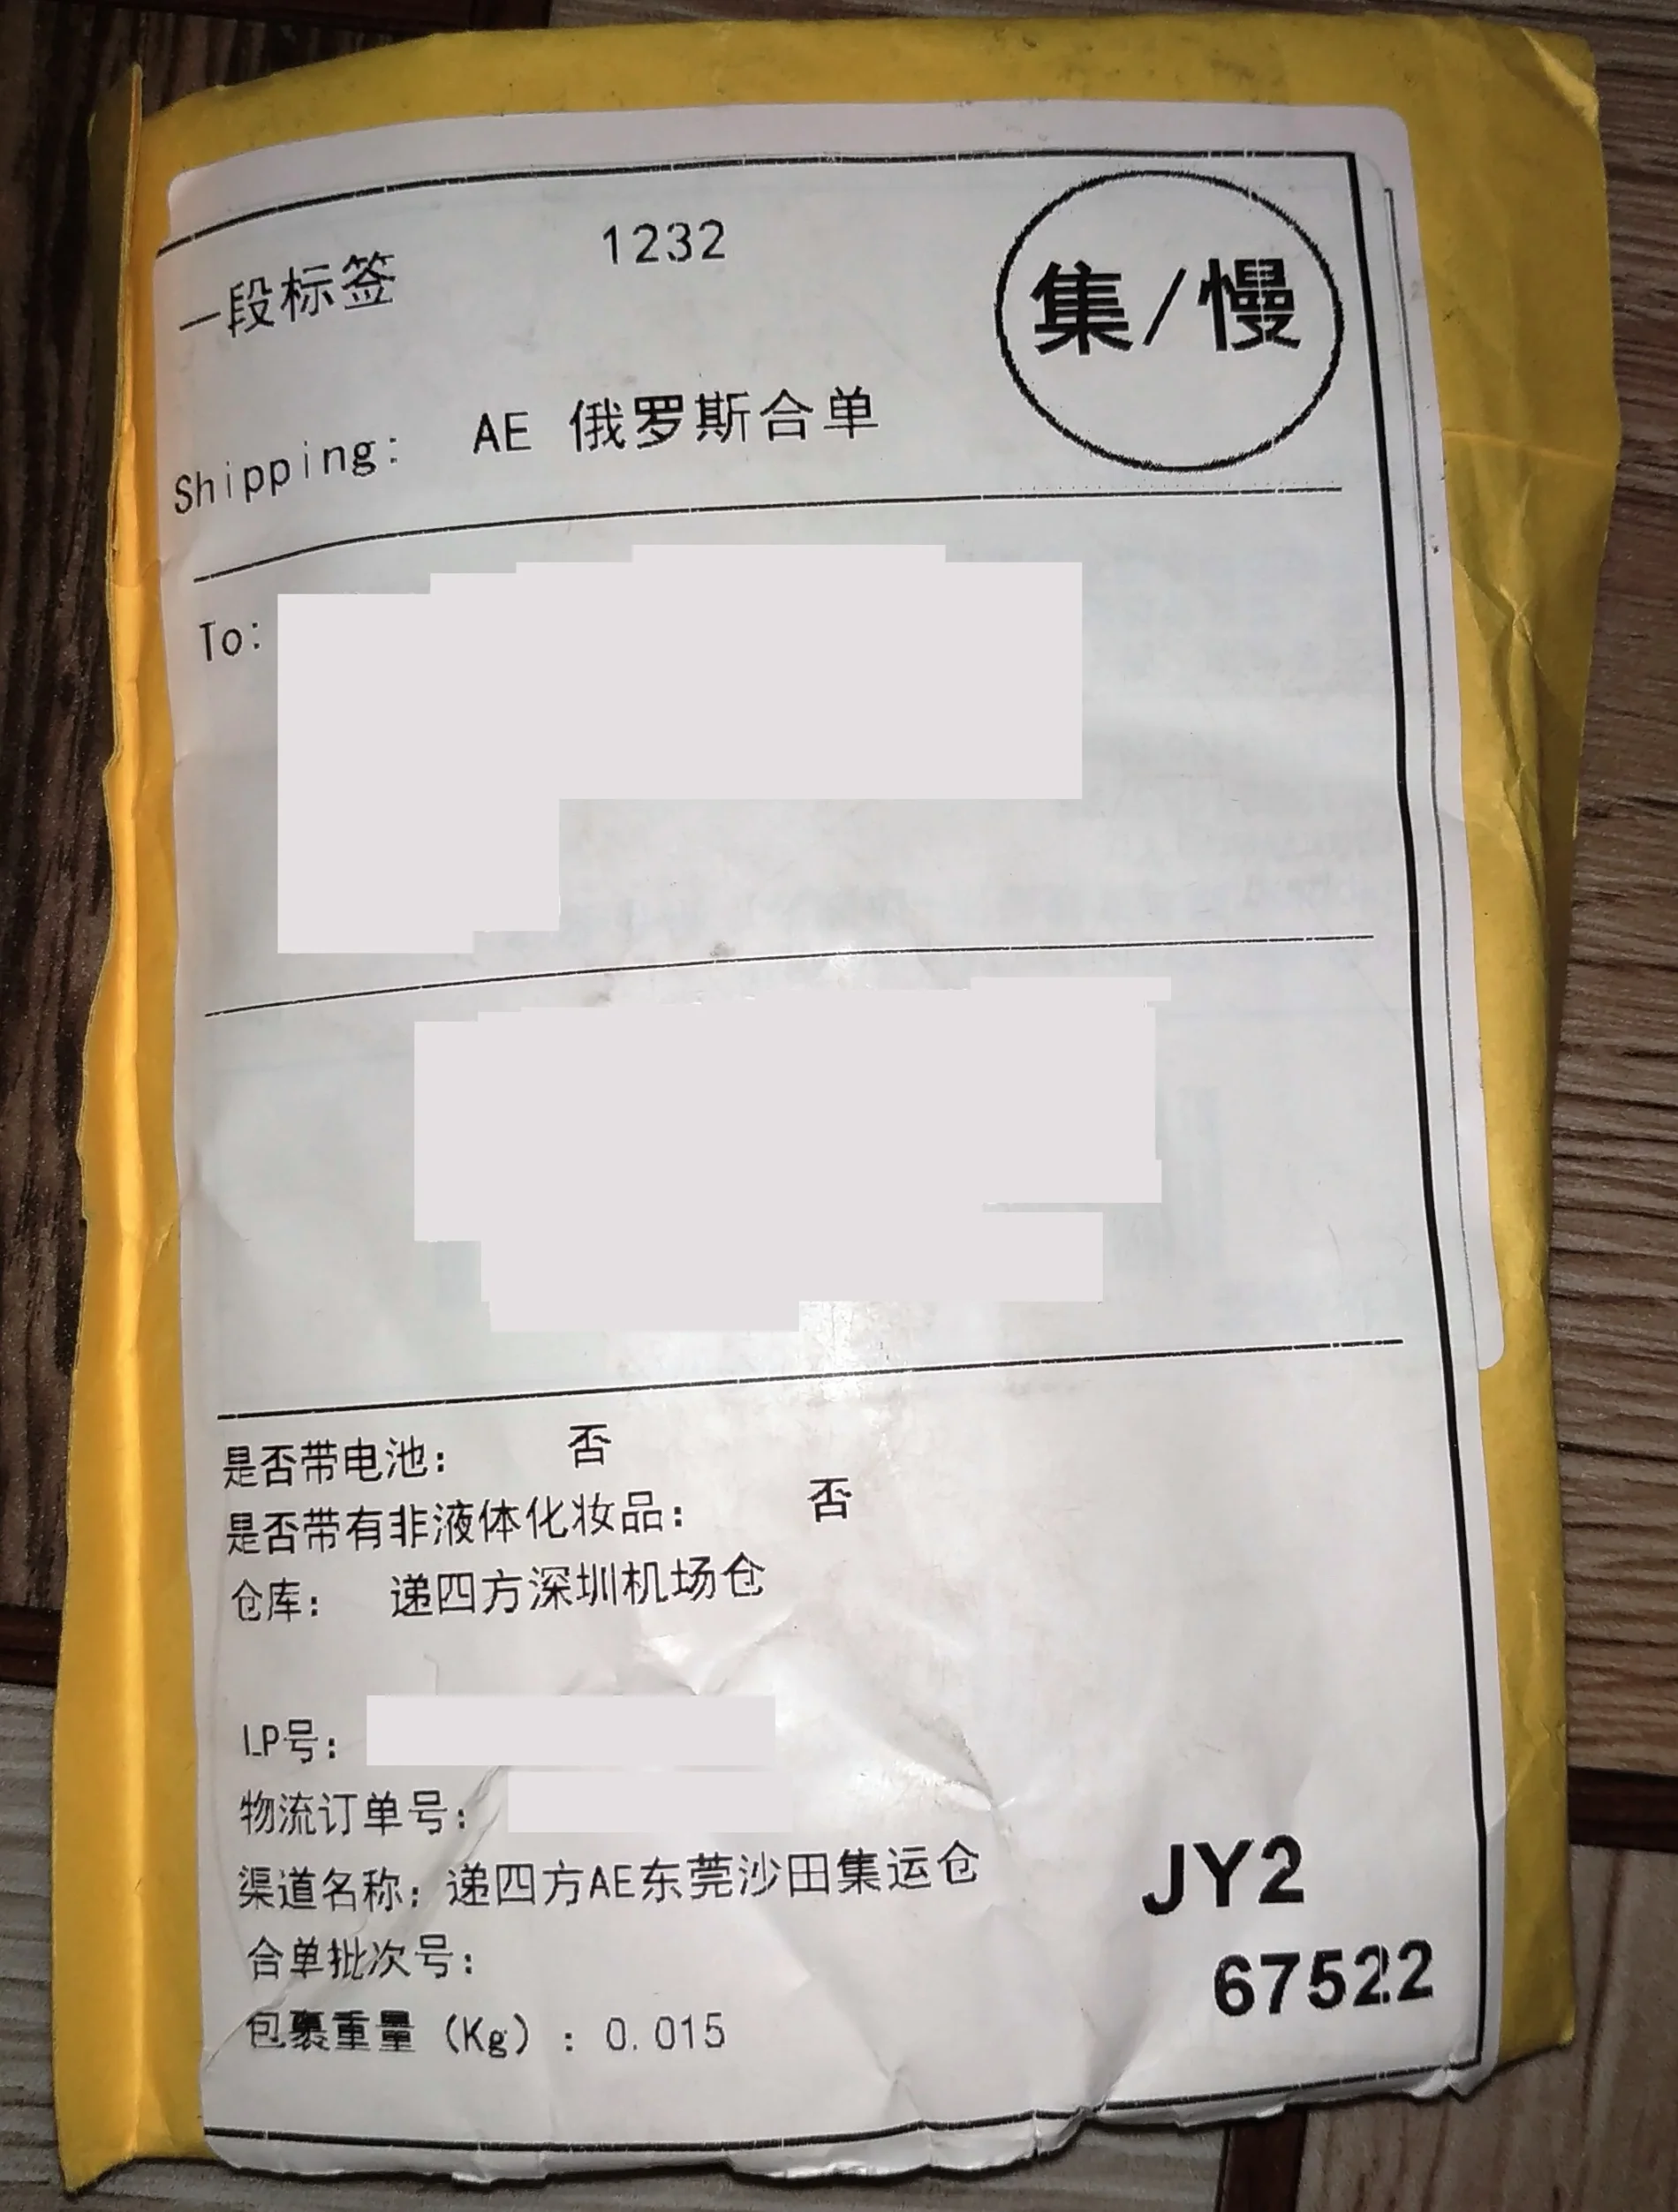 一段标签 1232
集/慢
Shipping: AE 俄罗斯合单
To:
是否带电池: 否
是否带有非液体化妆品: 否
仓库: 递四方深圳机场仓
LP号:
物流订单号:
渠道名称: 递四方AE东莞沙田集运仓
合单批次号:
包裹重量 (Kg) : 0.015
JY2
67522